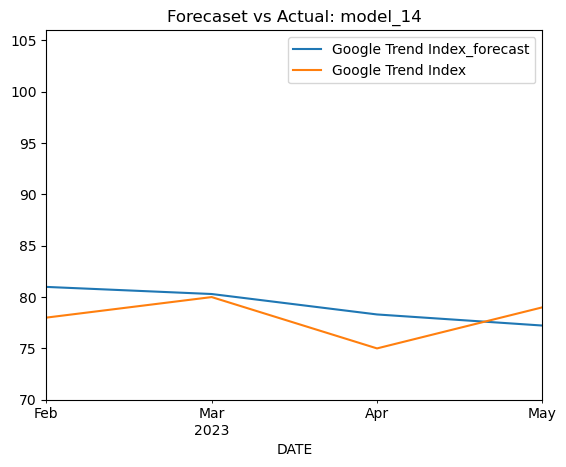 Forecaset vs Actual: model_14
Google Trend Index_forecast
Google Trend Index
105
100
95
90
85
80
75
70
Feb
Mar
Apr
May
2023
DATE